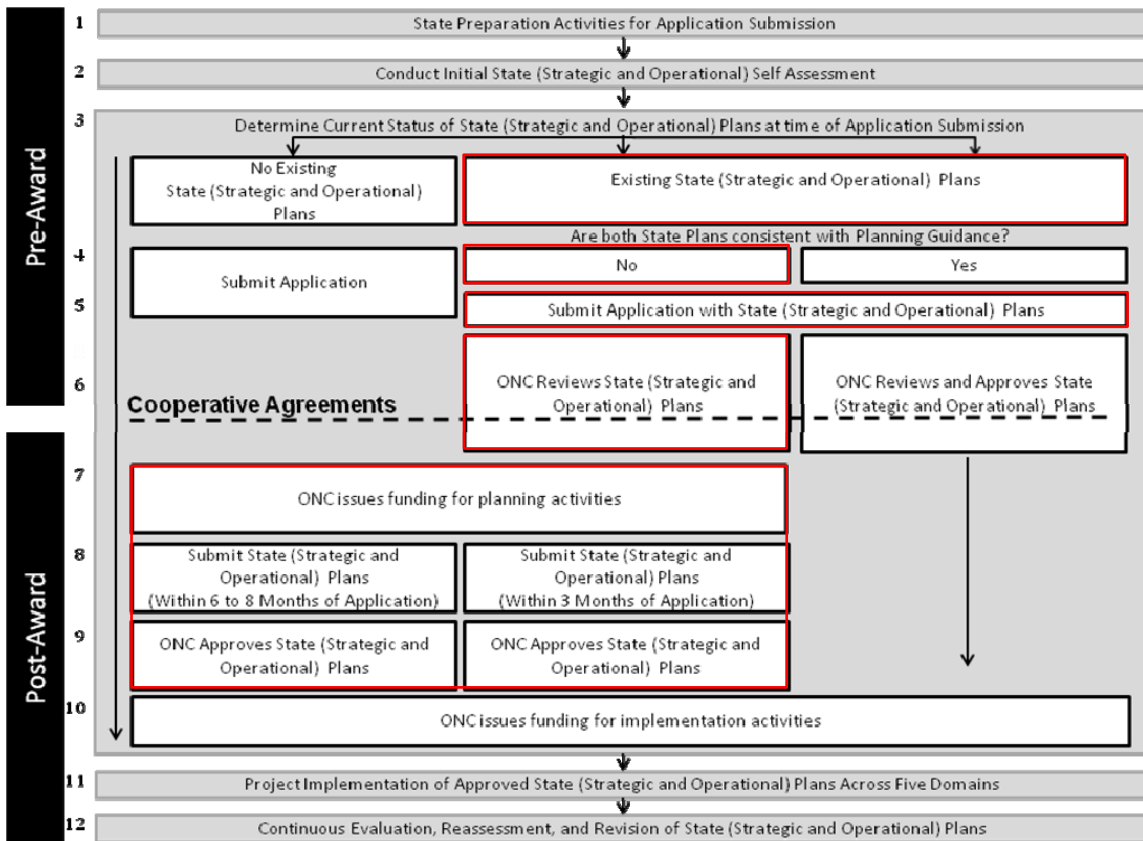 Pre-Award
Post-Award
1
State Preparation Activities for Application Submission
2
Conduct Initial State (Strategic and Operational) Self Assessment
3
Determine Current Status of State (Strategic and Operational) Plans at time of Application Submission
No Existing
State (Strategic and Operational)
Plans
Existing State (Strategic and Operational) Plans
Are both State Plans consistent with Planning Guidance?
4
Submit Application
No
Yes
5
Submit Application with State (Strategic and Operational) Plans
6
ONC Reviews State (Strategic and
Operational) Plans
ONC Reviews and Approves State
(Strategic and Operational) Plans
Cooperative Agreements
7
ONC issues funding for planning activities
8
Submit State (Strategic and
Operational) Plans
(Within 6 to 8 Months of Application)
Submit State (Strategic and
Operational) Plans
(Within 3 Months of Application)
9
ONC Approves State (Strategic and
Operational) Plans
ONC Approves State (Strategic and
Operational) Plans
10
ONC issues funding for implementation activities
11
Project Implementation of Approved State (Strategic and Operational) Plans Across Five Domains
12
Continuous Evaluation, Reassessment, and Revision of State (Strategic and Operational) Plans